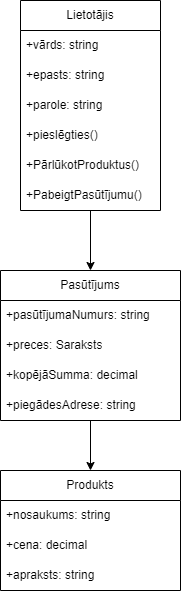 Lietotājis
+vārds: string
+epasts: string
+parole: string
+pieslēgties()
+PārlūkotProduktus()
+PabeigtPasūtījumu()
Pasūtījums
+pasūtījumaNumurs: string
+preces: Saraksts
+kopējāSumma: decimal
+piegādesAdrese: string
Produkts
+nosaukums: string
+cena: decimal
+apraksts: string